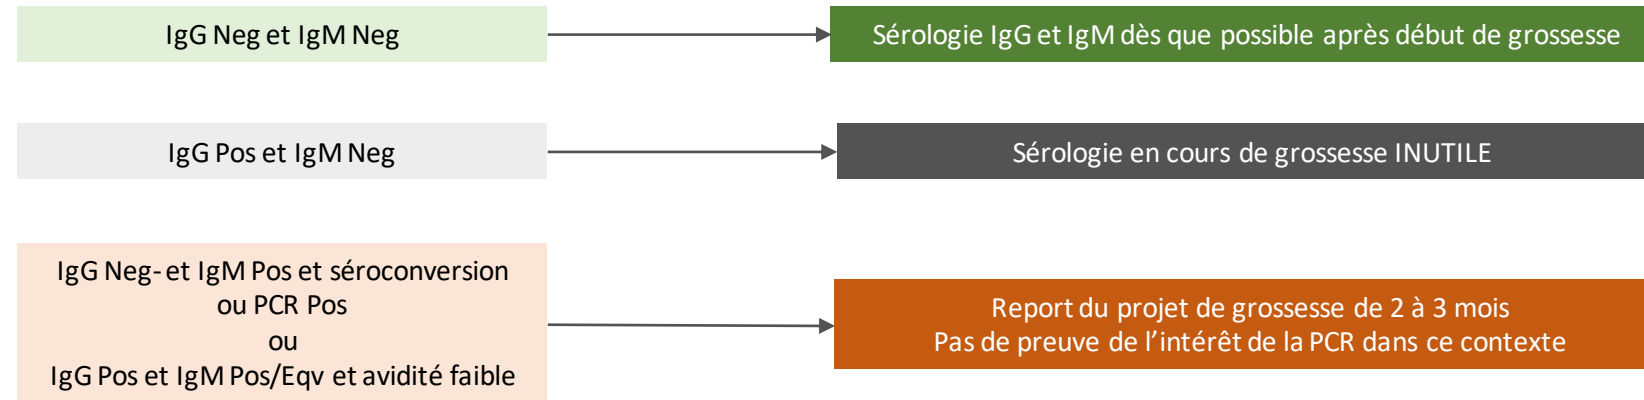 IgG Neg et IgM Neg
Sérologie IgG et IgM dès que possible après début de grossesse
IgG Pos et IgM Neg
Sérologie en cours de grossesse INUTILE
IgG Neg- et IgM Pos et séroconversion
ou PCR Pos
ou
IgG Pos et IgM Pos/Eqv et avidité faible
Report du projet de grossesse de 2 à 3 mois
Pas de preuve de l'intérêt de la PCR dans ce contexte